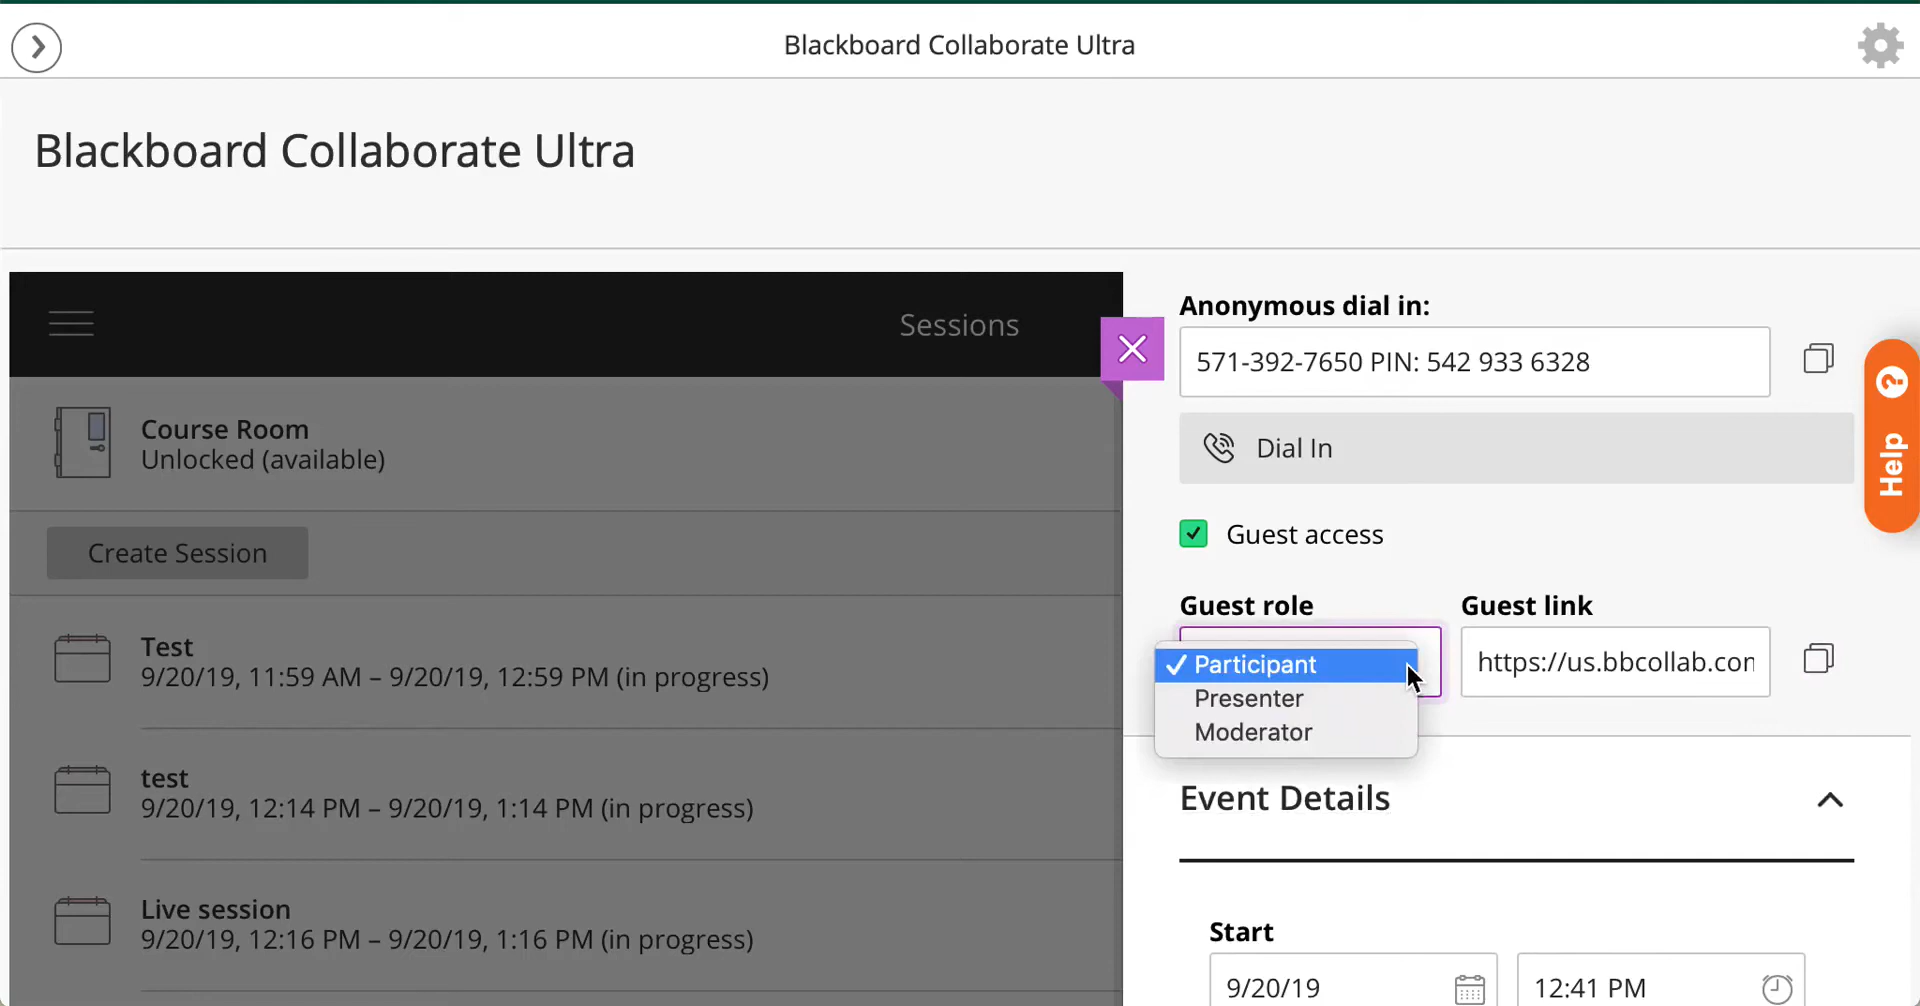 Blackboard Collaborate Ultra
Blackboard Collaborate Ultra
Sessions
Course Room
Unlocked (available)
Create Session
Test
9/20/19, 11:59 AM – 9/20/19, 12:59 PM (in progress)
test
9/20/19, 12:14 PM – 9/20/19, 1:14 PM (in progress)
Live session
9/20/19, 12:16 PM – 9/20/19, 1:16 PM (in progress)
Anonymous dial in:
571-392-7650 PIN: 542 933 6328
Dial In
Guest access
Guest role
Guest link
✓ Participant
Presenter
Moderator
https://us.bbcollab.con
Event Details
Start
9/20/19
12:41 PM
Help ?